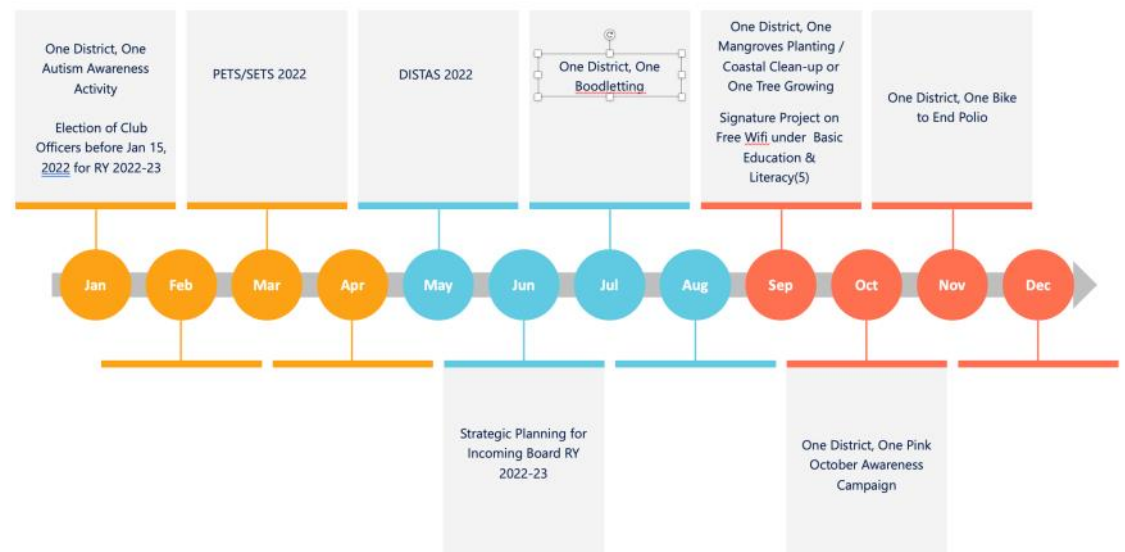 One District, One
Autism Awareness
Activity
Election of Club
Officers before Jan 15,
2022 for RY 2022-23
PETS/SETS 2022
DISTAS 2022
One District, One
Boodletting
One District, One
Mangroves Planting /
Coastal Clean-up or
One Tree Growing
Signature Project on
Free Wifi under Basic
Education &
Literacy(5)
One District, One Bike
to End Polio
Jan
Feb
Mar
Apr
May
Jun
Jul
Aug
Sep
Oct
Nov
Dec
Strategic Planning for
Incoming Board RY
2022-23
One District, One Pink
October Awareness
Campaign